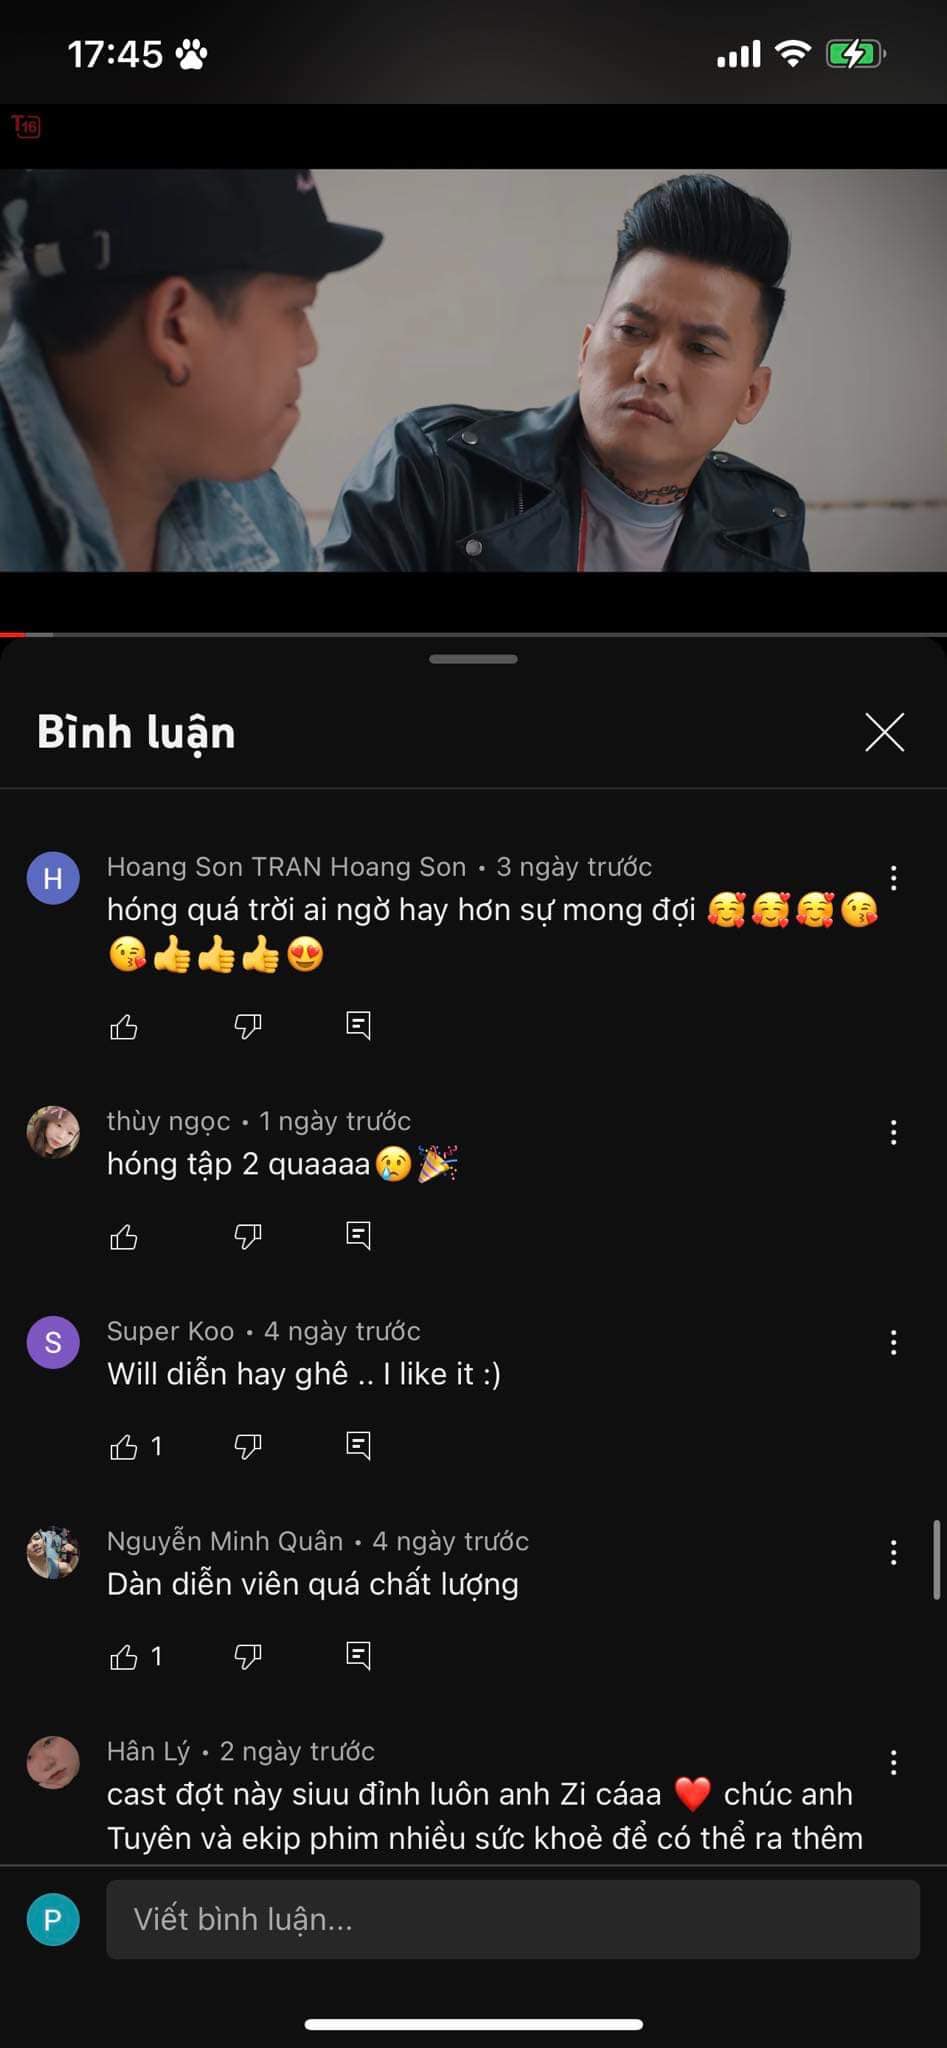 17:45
T16
Bình luận
H
Hoang Son TRAN Hoang Son • 3 ngày trước
hóng quá trời ai ngờ hay hơn sự mong đợi 🥰🥰🥰😘
😘👍👍👍😍
thùy ngọc • 1 ngày trước
hóng tập 2 quaaaa😢🎉
S
Super Koo • 4 ngày trước
Will diễn hay ghê .. I like it :)
1
Nguyễn Minh Quân • 4 ngày trước
Dàn diễn viên quá chất lượng
1
Hân Lý • 2 ngày trước
cast đợt này siuu đỉnh luôn anh Zi cáaa ❤️ chúc anh
Tuyên và ekip phim nhiều sức khoẻ để có thể ra thêm
P
Viết bình luận...